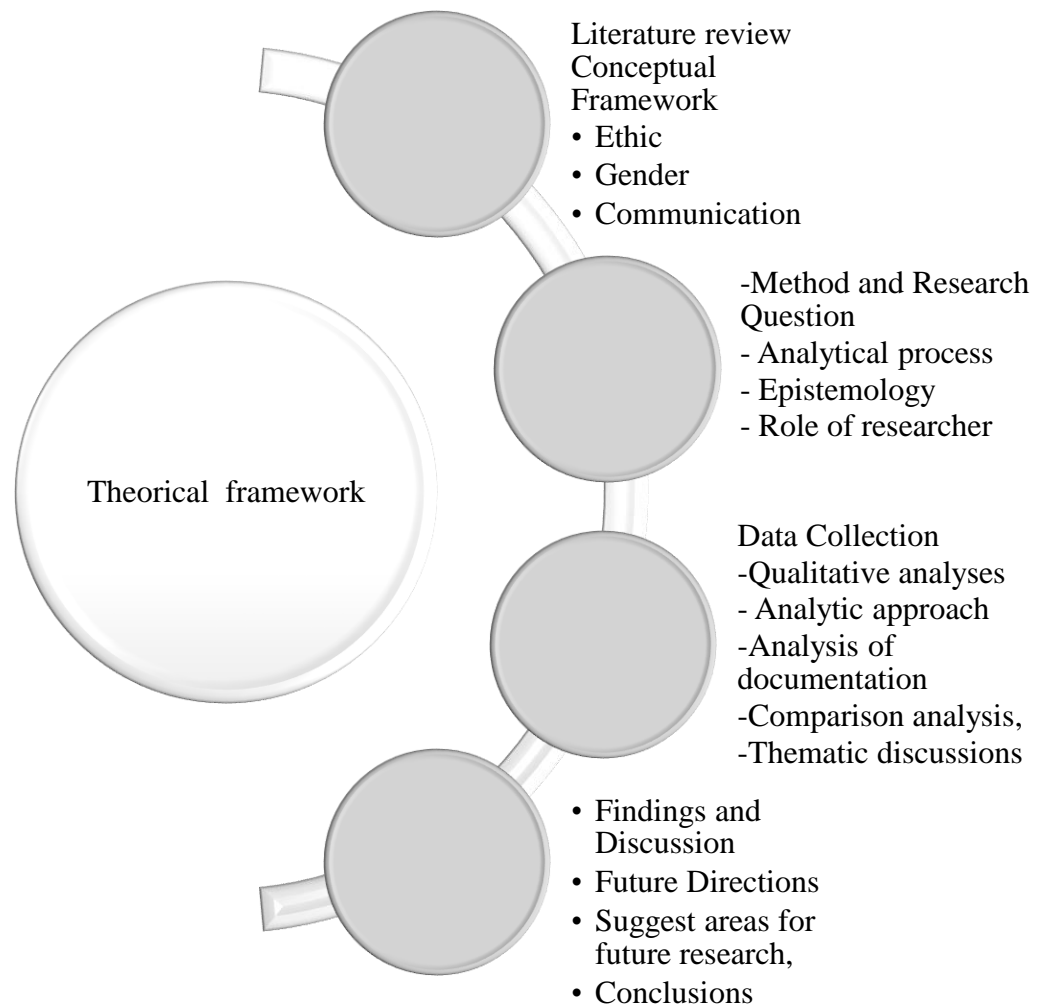 Literature review
Conceptual
Framework
• Ethic
• Gender
• Communication
-Method and Research
Question
- Analytical process
- Epistemology
- Role of researcher
Theorical framework
Data Collection
-Qualitative analyses
- Analytic approach
-Analysis of
documentation
-Comparison analysis,
-Thematic discussions
• Findings and
Discussion
• Future Directions
• Suggest areas for
future research,
• Conclusions